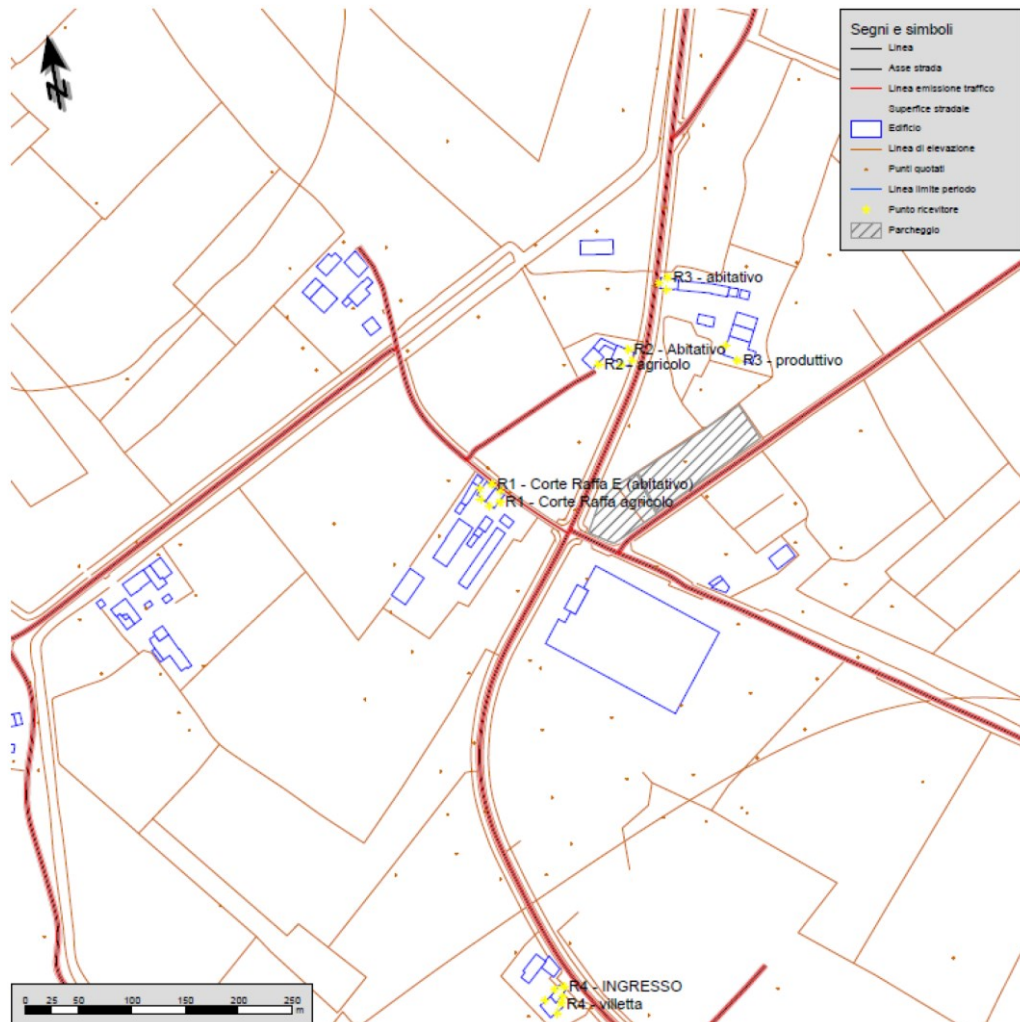 N
Segni e simboli
Linea
Asse strada
Linea emissione traffico
Superfice stradale
Edificio
Linea di elevazione
Punti quotati
Linea limite periodo
Punto ricevitore
Parcheggio
R3 - abitativo
R2 - Abitativo
R2 - agricolo
R3 - produttivo
R1 - Corte Raffa E (abitativo)
R1 - Corte Raffa agricolo
R4 - INGRESSO
R4 - villetta
0 25 50 100 150 200 250
m